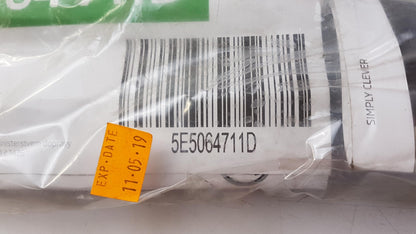 5E5064711D
SIMPLY CLEVER
EXP. DATE
11·05·19